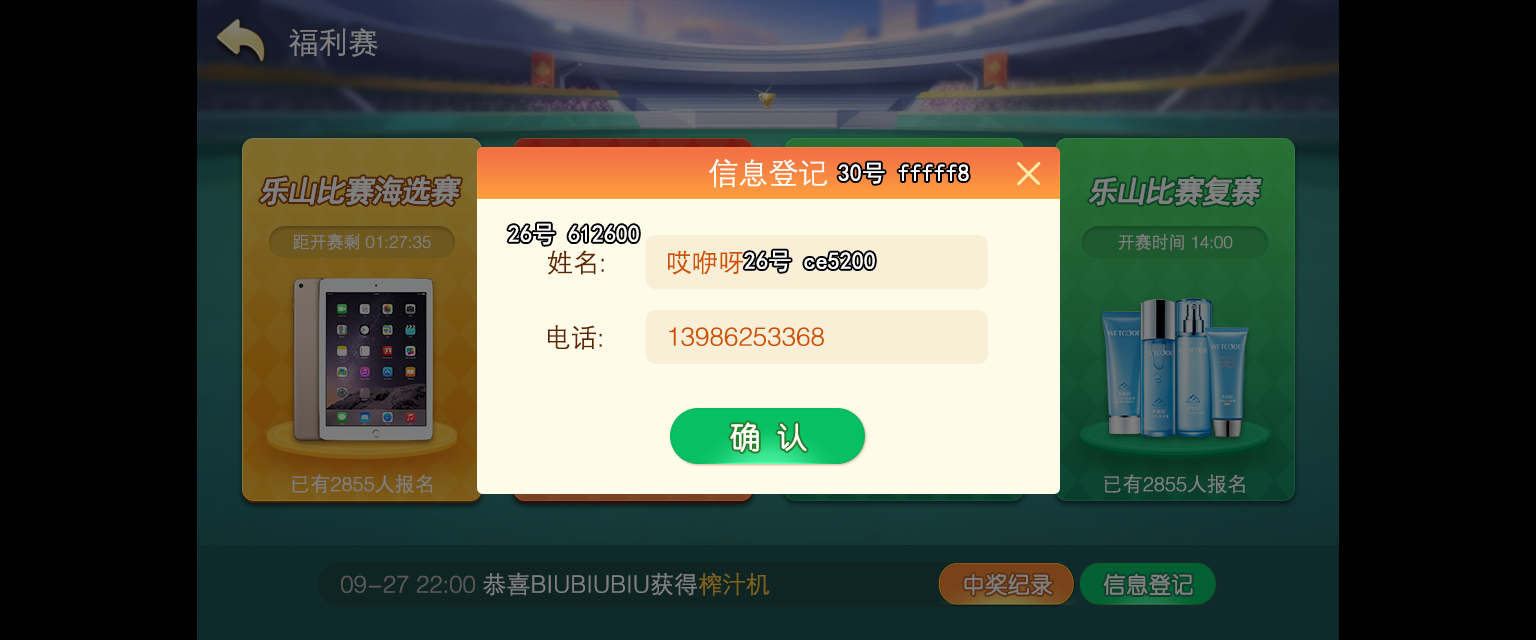 福利赛
乐山比赛海选赛
距开赛剩 01:27:35
已有2855人报名
信息登记 30号 fffff8
26号 612600
姓名: 哎咿呀26号 ce5200
电话: 13986253368
确 认
乐山比赛复赛
开赛时间 14:00
WETCODE
WETCODE
WETCODE
WETCODE
已有2855人报名
09-27 22:00 恭喜BIUBIUBIU获得榨汁机
中奖纪录
信息登记